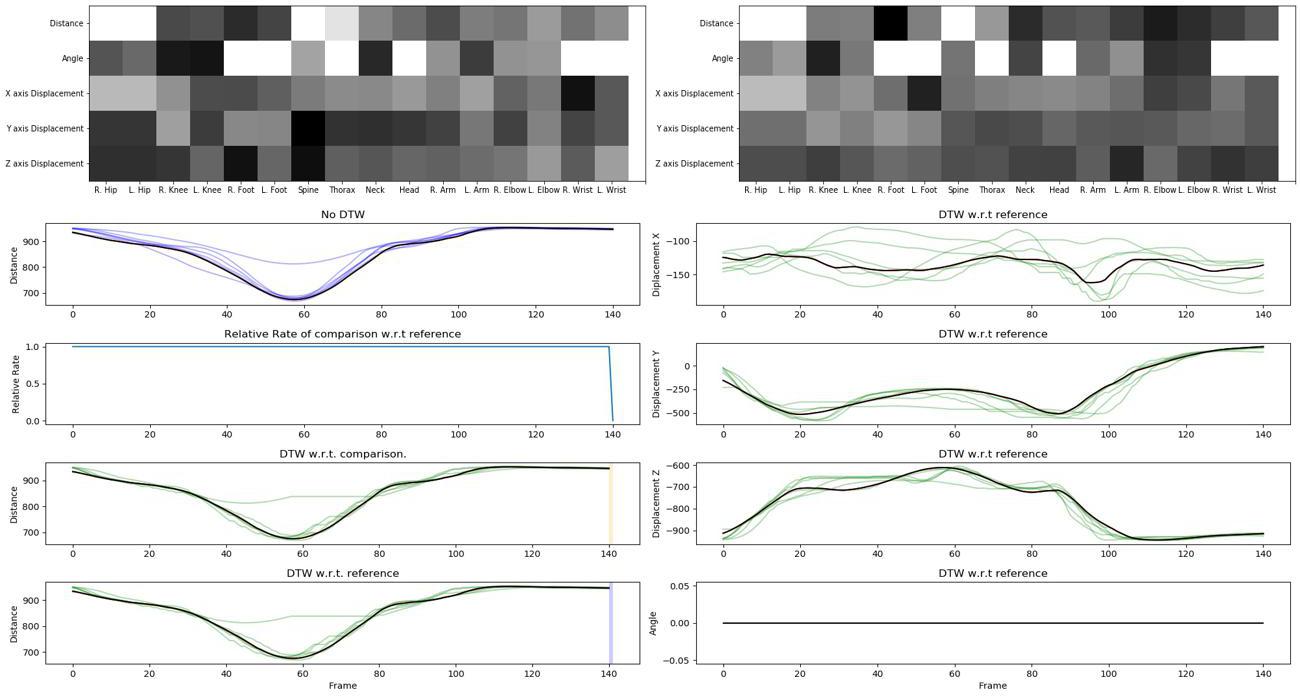 Distance
Angle
X axis Displacement
Y axis Displacement
Z axis Displacement
R. Hip L. Hip R. Knee L. Knee R. Foot L. Foot Spine Thorax Neck Head R. Arm L. Arm R. Elbow L. Elbow R. Wrist L. Wrist
Distance
Angle
X axis Displacement
Y axis Displacement
Z axis Displacement
R. Hip L. Hip R. Knee L. Knee R. Foot L. Foot Spine Thorax Neck Head R. Arm L. Arm R. Elbow L. Elbow R. Wrist L. Wrist
No DTW
Distance
900
800
700
0 20 40 60 80 100 120 140
DTW w.r.t reference
Diplacement X
−100
−150
0 20 40 60 80 100 120 140
Relative Rate of comparison w.r.t reference
Relative Rate
1.0
0.5
0.0
0 20 40 60 80 100 120 140
DTW w.r.t reference
Displacement Y
0
−250
−500
0 20 40 60 80 100 120 140
DTW w.r.t. comparison.
Distance
900
800
700
0 20 40 60 80 100 120 140
DTW w.r.t reference
Displacement Z
−600
−700
−800
−900
0 20 40 60 80 100 120 140
DTW w.r.t. reference
Distance
900
800
700
0 20 40 60 80 100 120 140
Frame
DTW w.r.t reference
Angle
0.05
0.00
−0.05
0 20 40 60 80 100 120 140
Frame